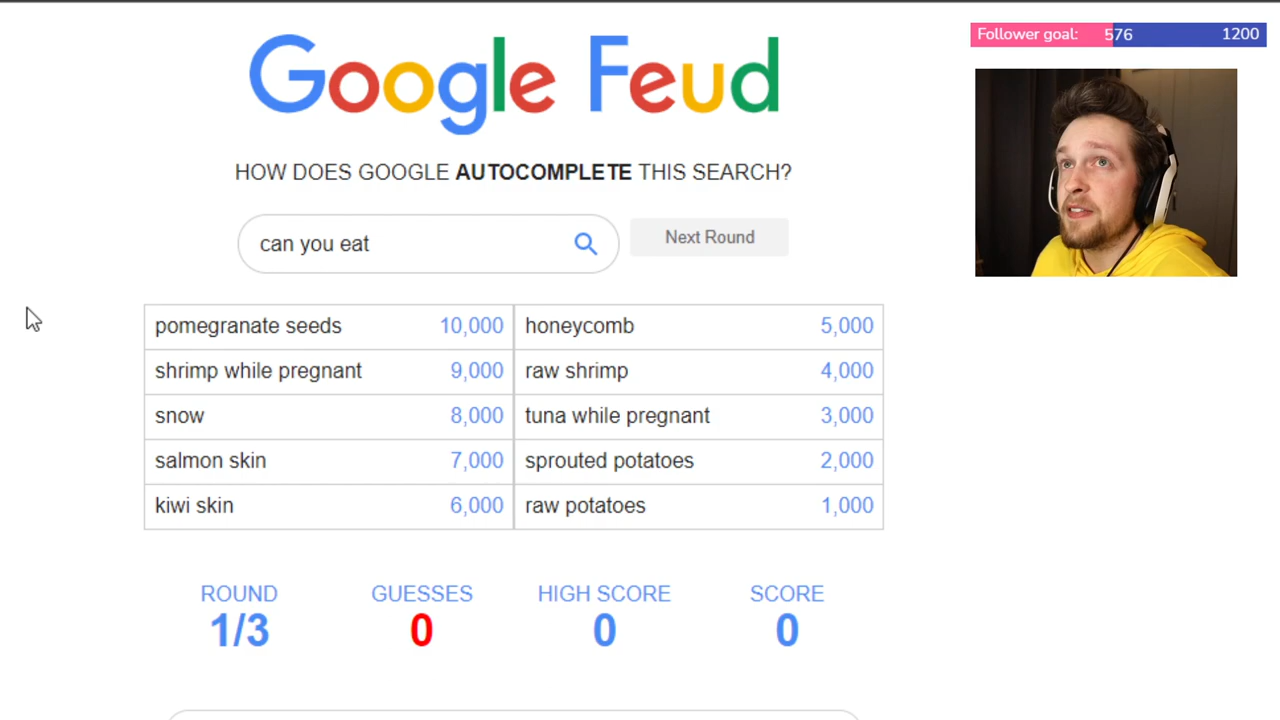 Follower goal: 576 1200
Google Feud
HOW DOES GOOGLE AUTOCOMPLETE THIS SEARCH?
can you eat
Next Round
pomegranate seeds 10,000 honeycomb 5,000
shrimp while pregnant 9,000 raw shrimp 4,000
snow 8,000 tuna while pregnant 3,000
salmon skin 7,000 sprouted potatoes 2,000
kiwi skin 6,000 raw potatoes 1,000
ROUND GUESSES HIGH SCORE SCORE
1/3 0 0 0